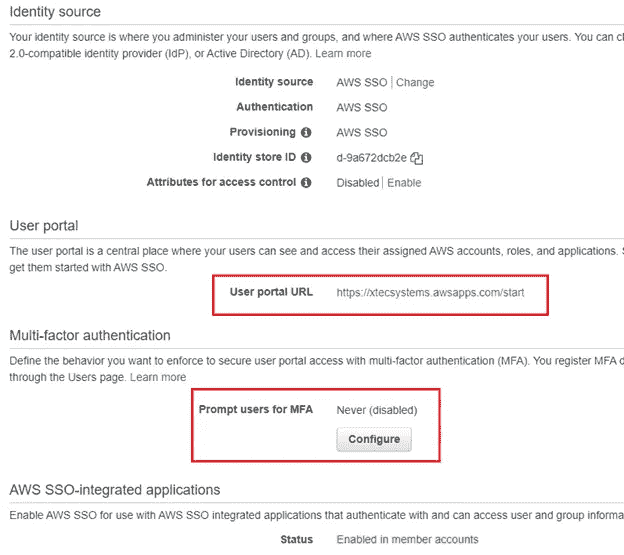 Identity source
Your identity source is where you administer your users and groups, and where AWS SSO authenticates your users. You can
2.0-compatible identity provider (IdP), or Active Directory (AD). Learn more
Identity source AWS SSO | Change
Authentication AWS SSO
Provisioning AWS SSO
Identity store ID d-9a672dcb2e
Attributes for access control Disabled | Enable
User portal
The user portal is a central place where your users can see and access their assigned AWS accounts, roles, and applications.
get them started with AWS SSO.
User portal URL https://xtecsystems.awsapps.com/start
Multi-factor authentication
Define the behavior you want to enforce to secure user portal access with multi-factor authentication (MFA). You register MFA
through the Users page. Learn more
Prompt users for MFA Never (disabled)
Configure
AWS SSO-integrated applications
Enable AWS SSO for use with AWS SSO integrated applications that authenticate with and can access user and group
Status Enabled in member accounts